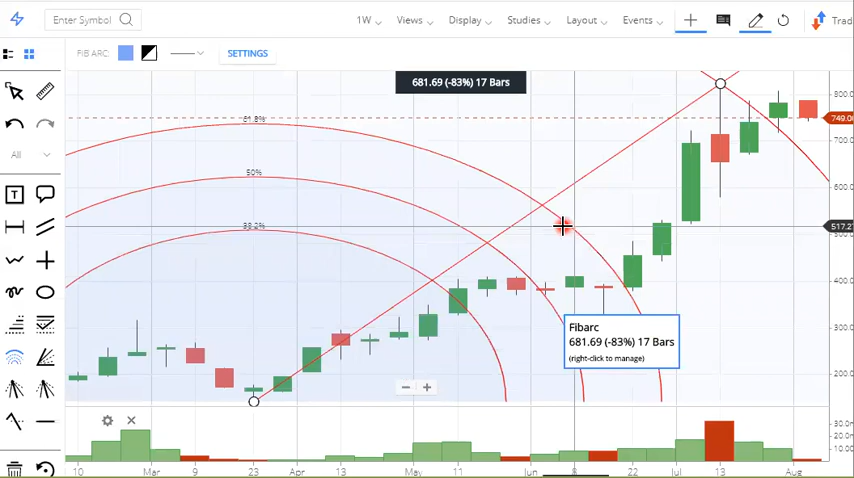 Enter Symbol
1W
Views
Display
Studies
Layout
Events
Trad
FIB ARC:
SETTINGS
681.69 (-83%) 17 Bars
61.8%
50%
38.2%
800.0
749.0
700.0
600.0
517.2
500.0
400.0
300.0
200.0
All
T
Fibarc
681.69 (-83%) 17 Bars
(right-click to manage)
30.0m
10.00
10
Mar
9
23
Apr
13
May
11
Jun
8
22
Jul
13
Aug